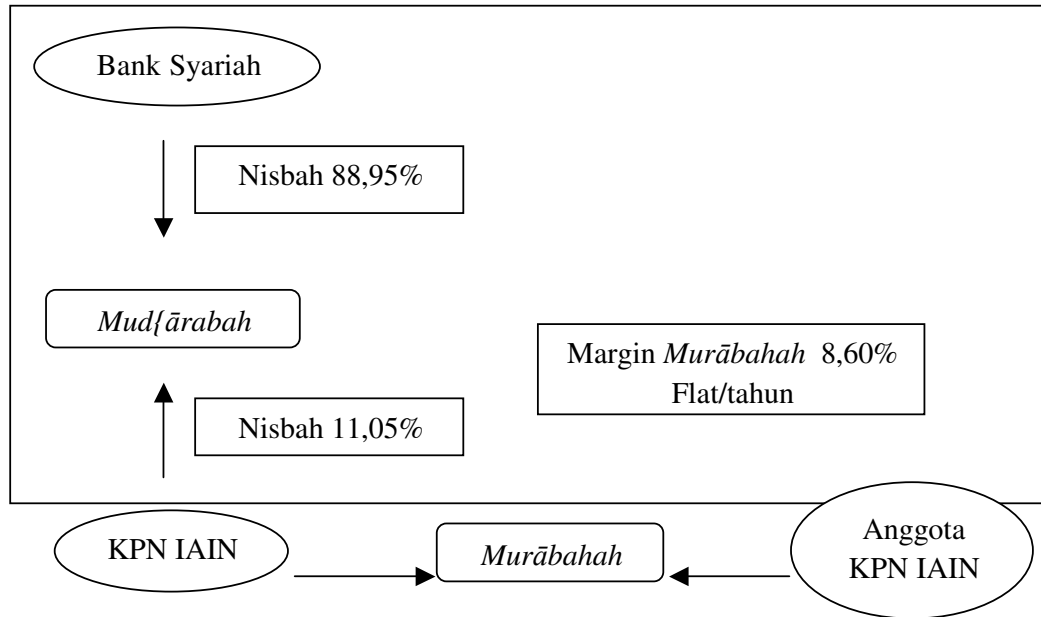 Bank Syariah
Nisbah 88,95%
Mud{ārabah
Margin Murābahah 8,60%
Flat/tahun
Nisbah 11,05%
KPN IAIN
Murābahah
Anggota
KPN IAIN